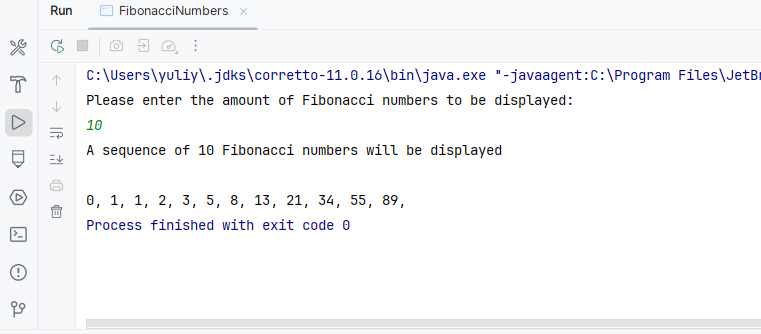 Run FibonacciNumbers
C:\Users\yuliy\.jdks\corretto-11.0.16\bin\java.exe "-javaagent:C:\Program Files\JetBr
Please enter the amount of Fibonacci numbers to be displayed:
10
A sequence of 10 Fibonacci numbers will be displayed
0, 1, 1, 2, 3, 5, 8, 13, 21, 34, 55, 89,
Process finished with exit code 0